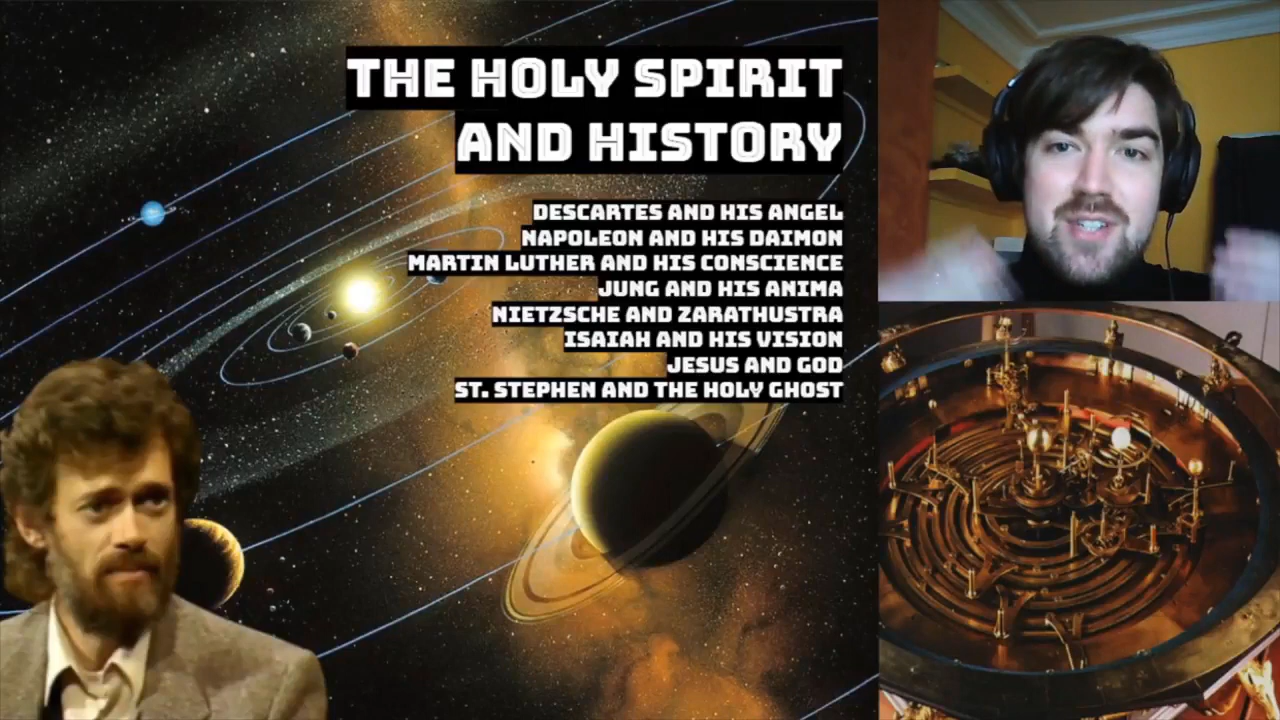 THE HOLY SPIRIT
AND HISTORY
DESCARTES AND HIS ANGEL
NAPOLEON AND HIS DAIMON
MARTIN LUTHER AND HIS CONSCIENCE
JUNG AND HIS ANIMA
NIETZSCHE AND ZARATHUSTRA
ISAIAH AND HIS VISION
JESUS AND GOD
ST. STEPHEN AND THE HOLY GHOST